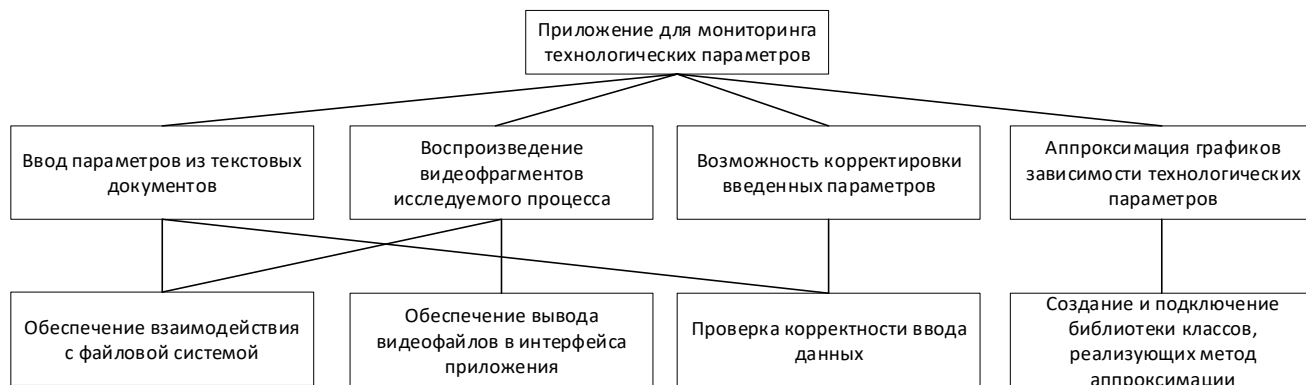 Приложение для мониторинга
технологических параметров
Ввод параметров из текстовых
документов
Воспроизведение
видеофрагментов
исследуемого процесса
Возможность корректировки
введенных параметров
Аппроксимация графиков
зависимости технологических
параметров
Обеспечение взаимодействия
с файловой системой
Обеспечение вывода
видеофайлов в интерфейса
приложения
Проверка корректности ввода
данных
Создание и подключение
библиотеки классов,
реализующих метод
аппроксимации